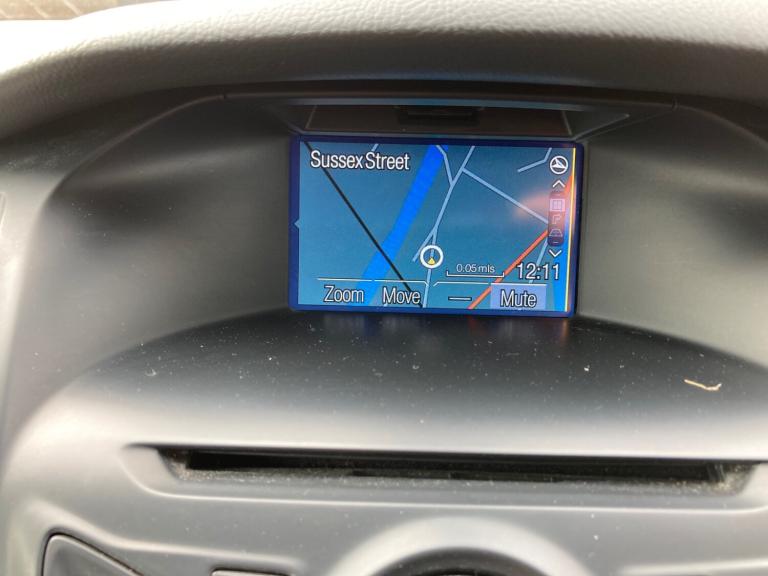 Sussex Street
0.05 mls
12:11
Zoom Move Mute